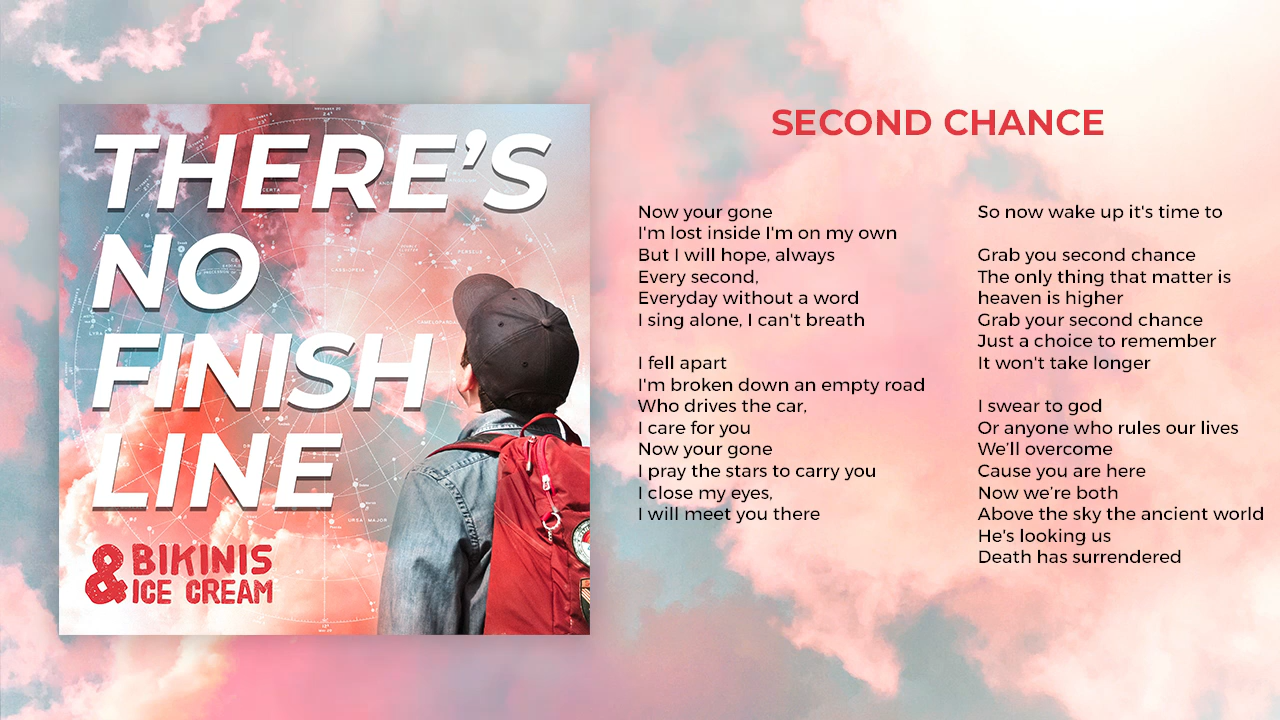 THERE'S
NO
FINISH
LINE
& BIKINIS
ICE CREAM
CASSIOPEIA
PERSEUS
URSA MAJOR
SECOND CHANCE
Now your gone
I'm lost inside I'm on my own
But I will hope, always
Every second,
Everyday without a word
I sing alone, I can't breath
I fell apart
I'm broken down an empty road
Who drives the car,
I care for you
Now your gone
I pray the stars to carry you
I close my eyes,
I will meet you there
So now wake up it's time to
Grab you second chance
The only thing that matter is
heaven is higher
Grab your second chance
Just a choice to remember
It won't take longer
I swear to god
Or anyone who rules our lives
We'll overcome
Cause you are here
Now we're both
Above the sky the ancient world
He's looking us
Death has surrendered